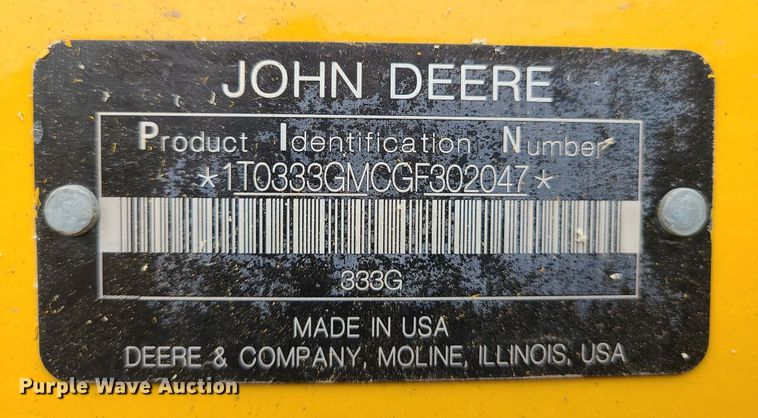 JOHN DEERE
Product Identification Number
*1T0333GMCGF302047*
333G
MADE IN USA
DEERE & COMPANY, MOLINE, ILLINOIS, USA
Purple Wave Auction